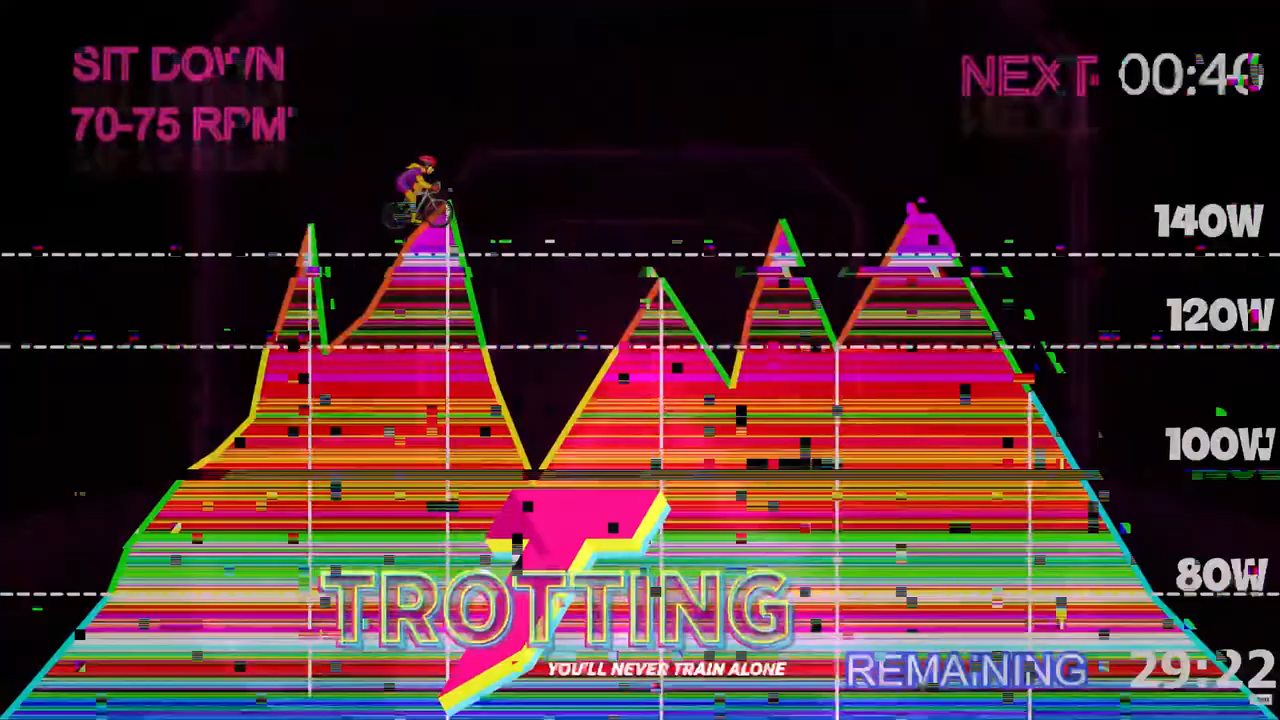 SIT DOWN
70-75 RPM
NEXT 00:40
140W
120W
100W
80W
TROTTING
YOU'LL NEVER TRAIN ALONE
REMAINING 29:22